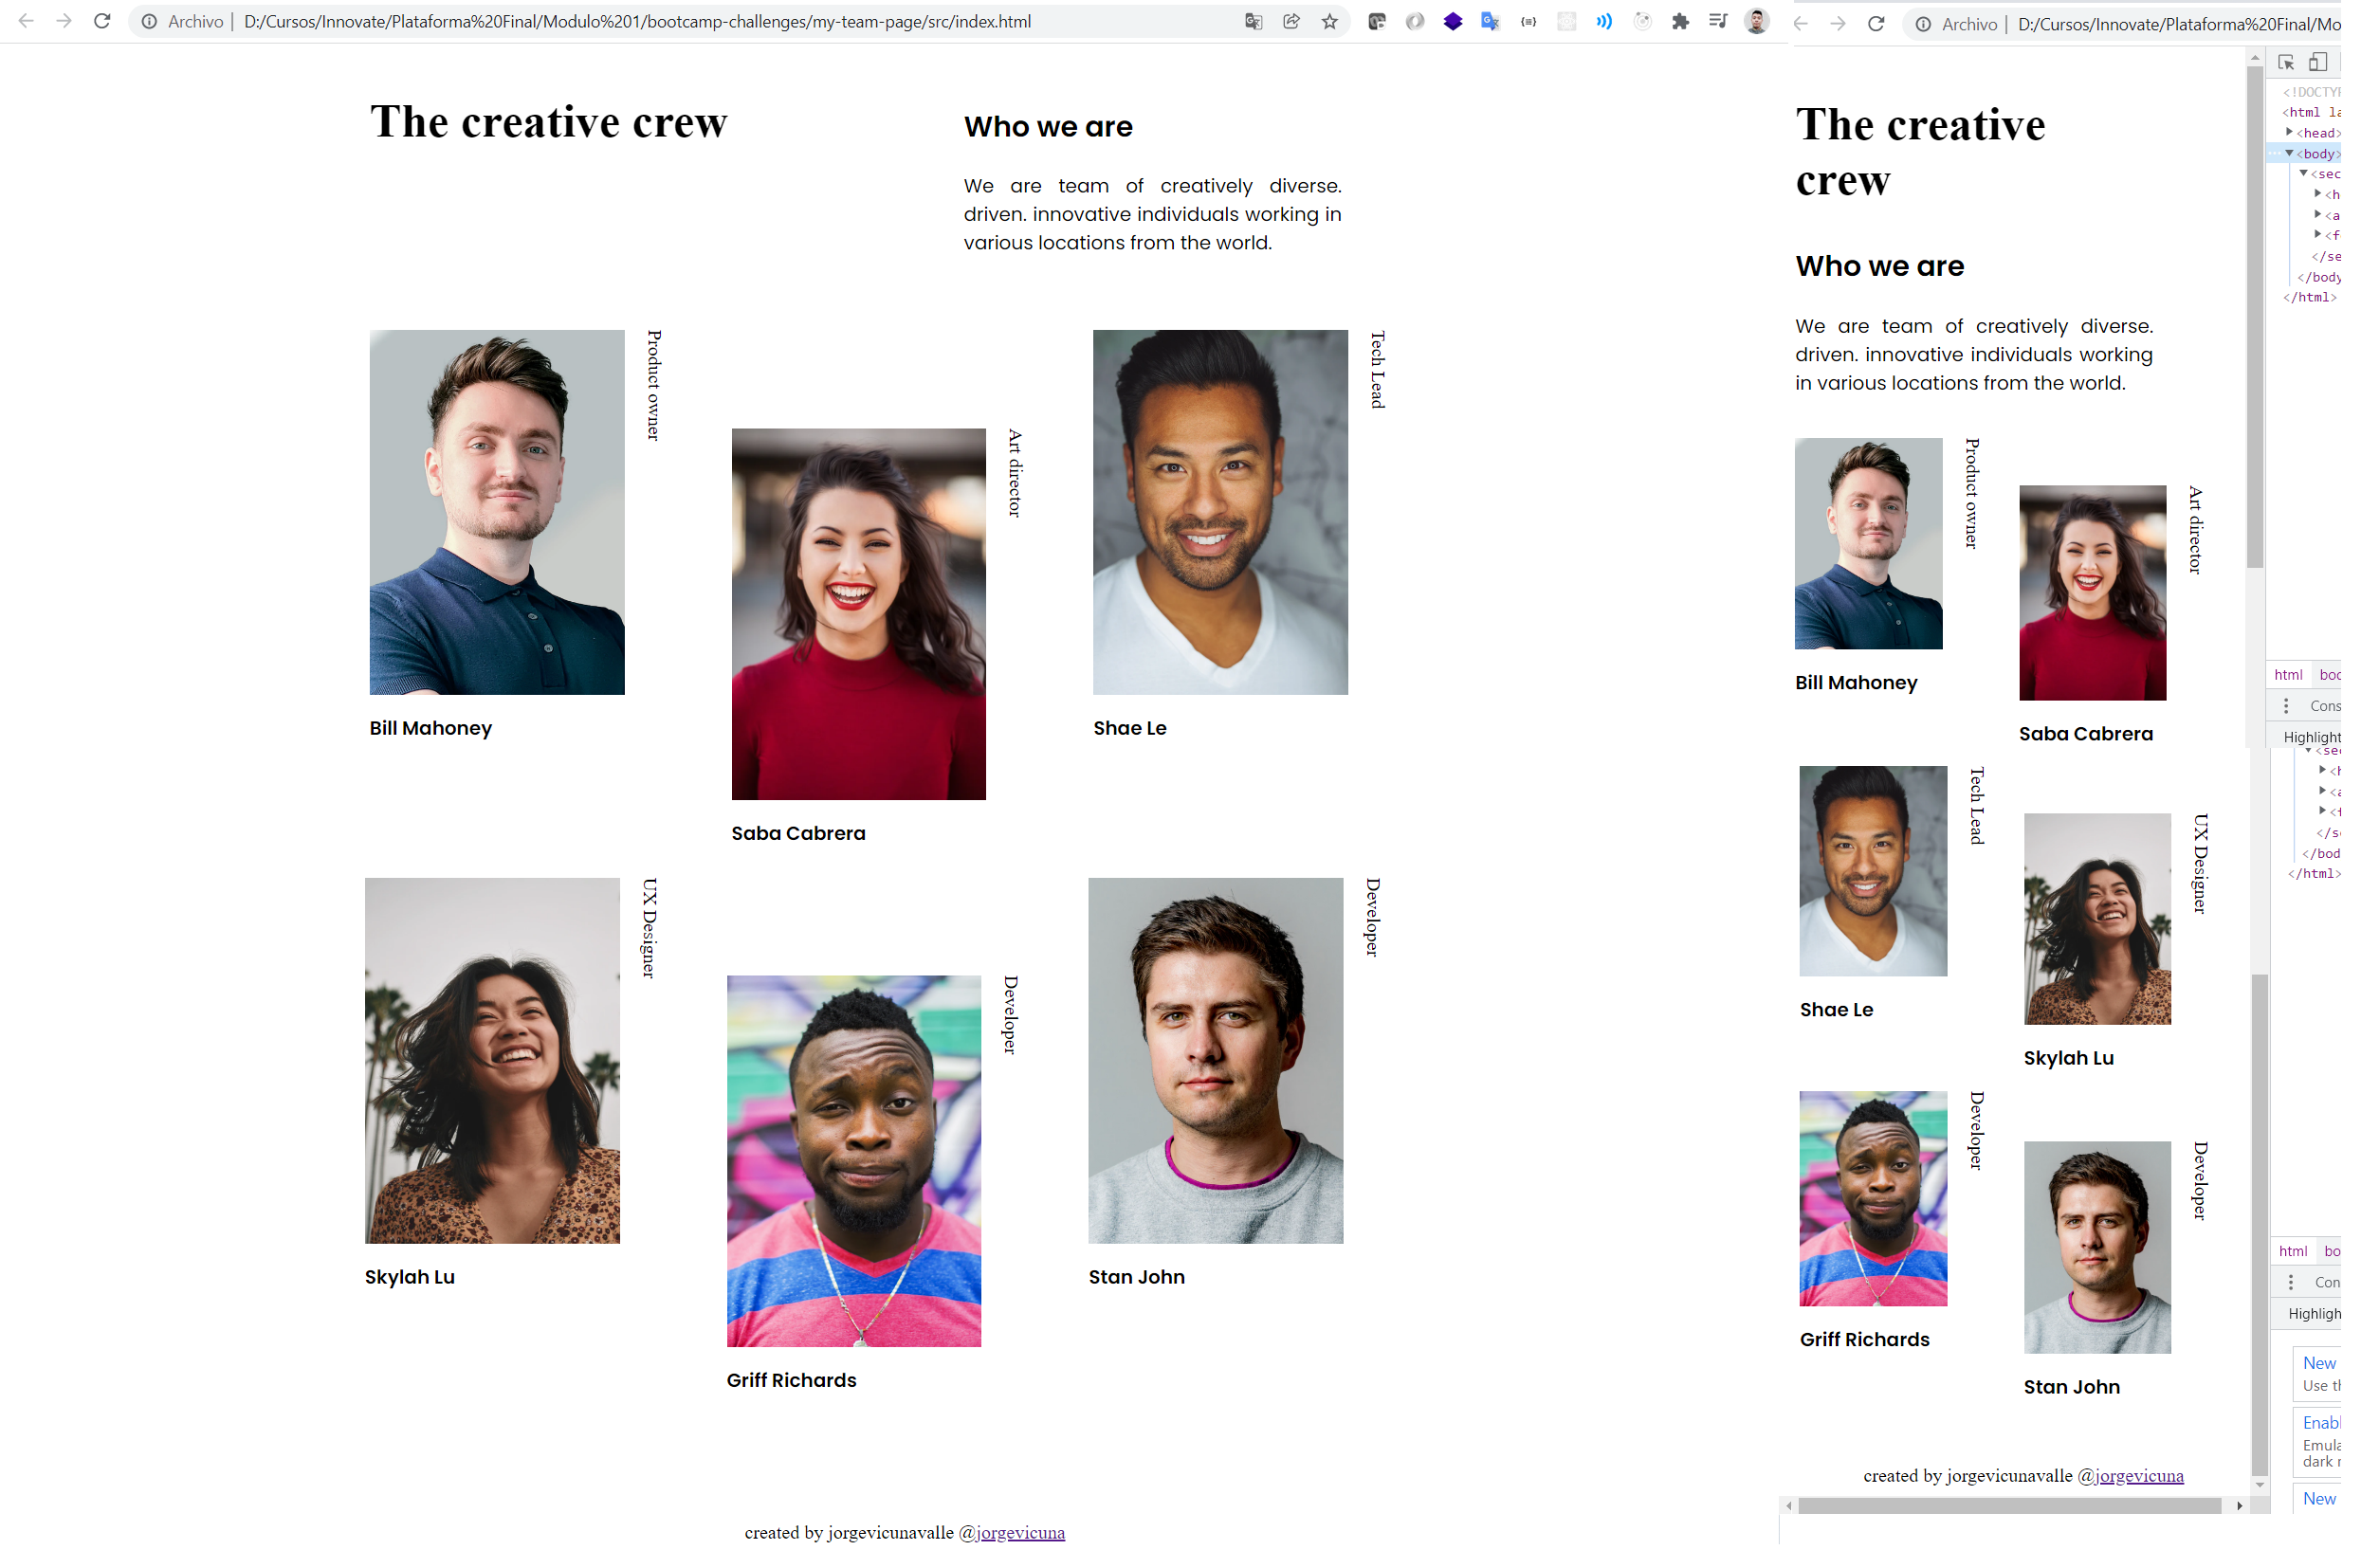 Archivo | D:/Cursos/Innovate/Plataforma%20Final/Modulo%201/bootcamp-challenges/my-team-page/src/index.html
The creative crew
Who we are
We are team of creatively diverse.
driven. innovative individuals working in
various locations from the world.
Product owner
Bill Mahoney
Art director
Saba Cabrera
Tech Lead
Shae Le
UX Designer
Skylah Lu
Developer
Griff Richards
Developer
Stan John
created by jorgevicunavalle @jorgevicuna
Archivo | D:/Cursos/Innovate/Plataforma%20Final/Mo
The creative
crew
Who we are
We are team of creatively diverse.
driven. innovative individuals working
in various locations from the world.
Product owner
Bill Mahoney
Art director
Saba Cabrera
Tech Lead
Shae Le
UX Designer
Skylah Lu
Developer
Griff Richards
Developer
Stan John
created by jorgevicunavalle @jorgevicuna
<!DOCTYP
<html la
<head>
<body>
<sec
<h
<a
<f
</se
</body
</html>
html boc
Cons
Highlight
<se
<h
<a
<f
</s
</bod
</html>
html bo
Con
Highligh
New
Use th
Enabl
Emula
dark r
New